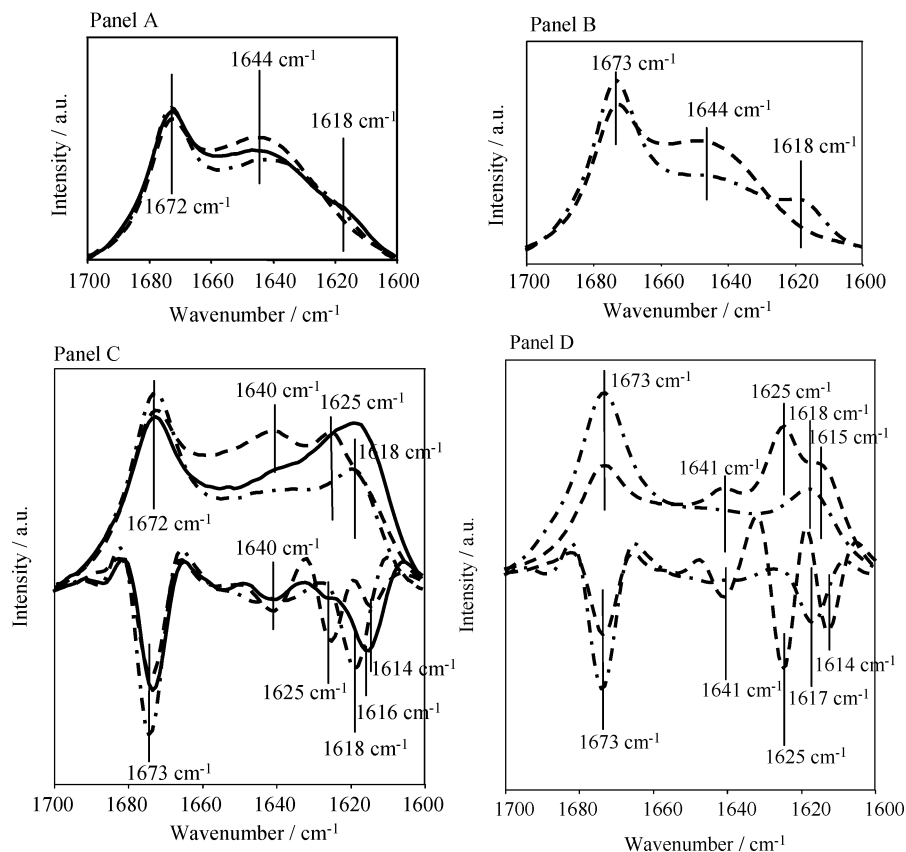 Panel A
1644 cm-1
1618 cm-1
1672 cm-1
Intensity / a.u.
1700 1680 1660 1640 1620 1600
Wavenumber / cm-1
Panel B
1673 cm-1
1644 cm-1
1618 cm-1
Intensity / a.u.
1700 1680 1660 1640 1620 1600
Wavenumber / cm-1
Panel C
1640 cm-1
1625 cm-1
1618 cm-1
1672 cm-1
1640 cm-1
1614 cm-1
1625 cm-1
1616 cm-1
1618 cm-1
1673 cm-1
Intensity / a.u.
1700 1680 1660 1640 1620 1600
Wavenumber / cm-1
Panel D
1673 cm-1
1625 cm-1
1618 cm-1
1615 cm-1
1641 cm-1
1614 cm-1
1641 cm-1
1617 cm-1
1673 cm-1
1625 cm-1
Intensity / a.u.
1700 1680 1660 1640 1620 1600
Wavenumber / cm-1